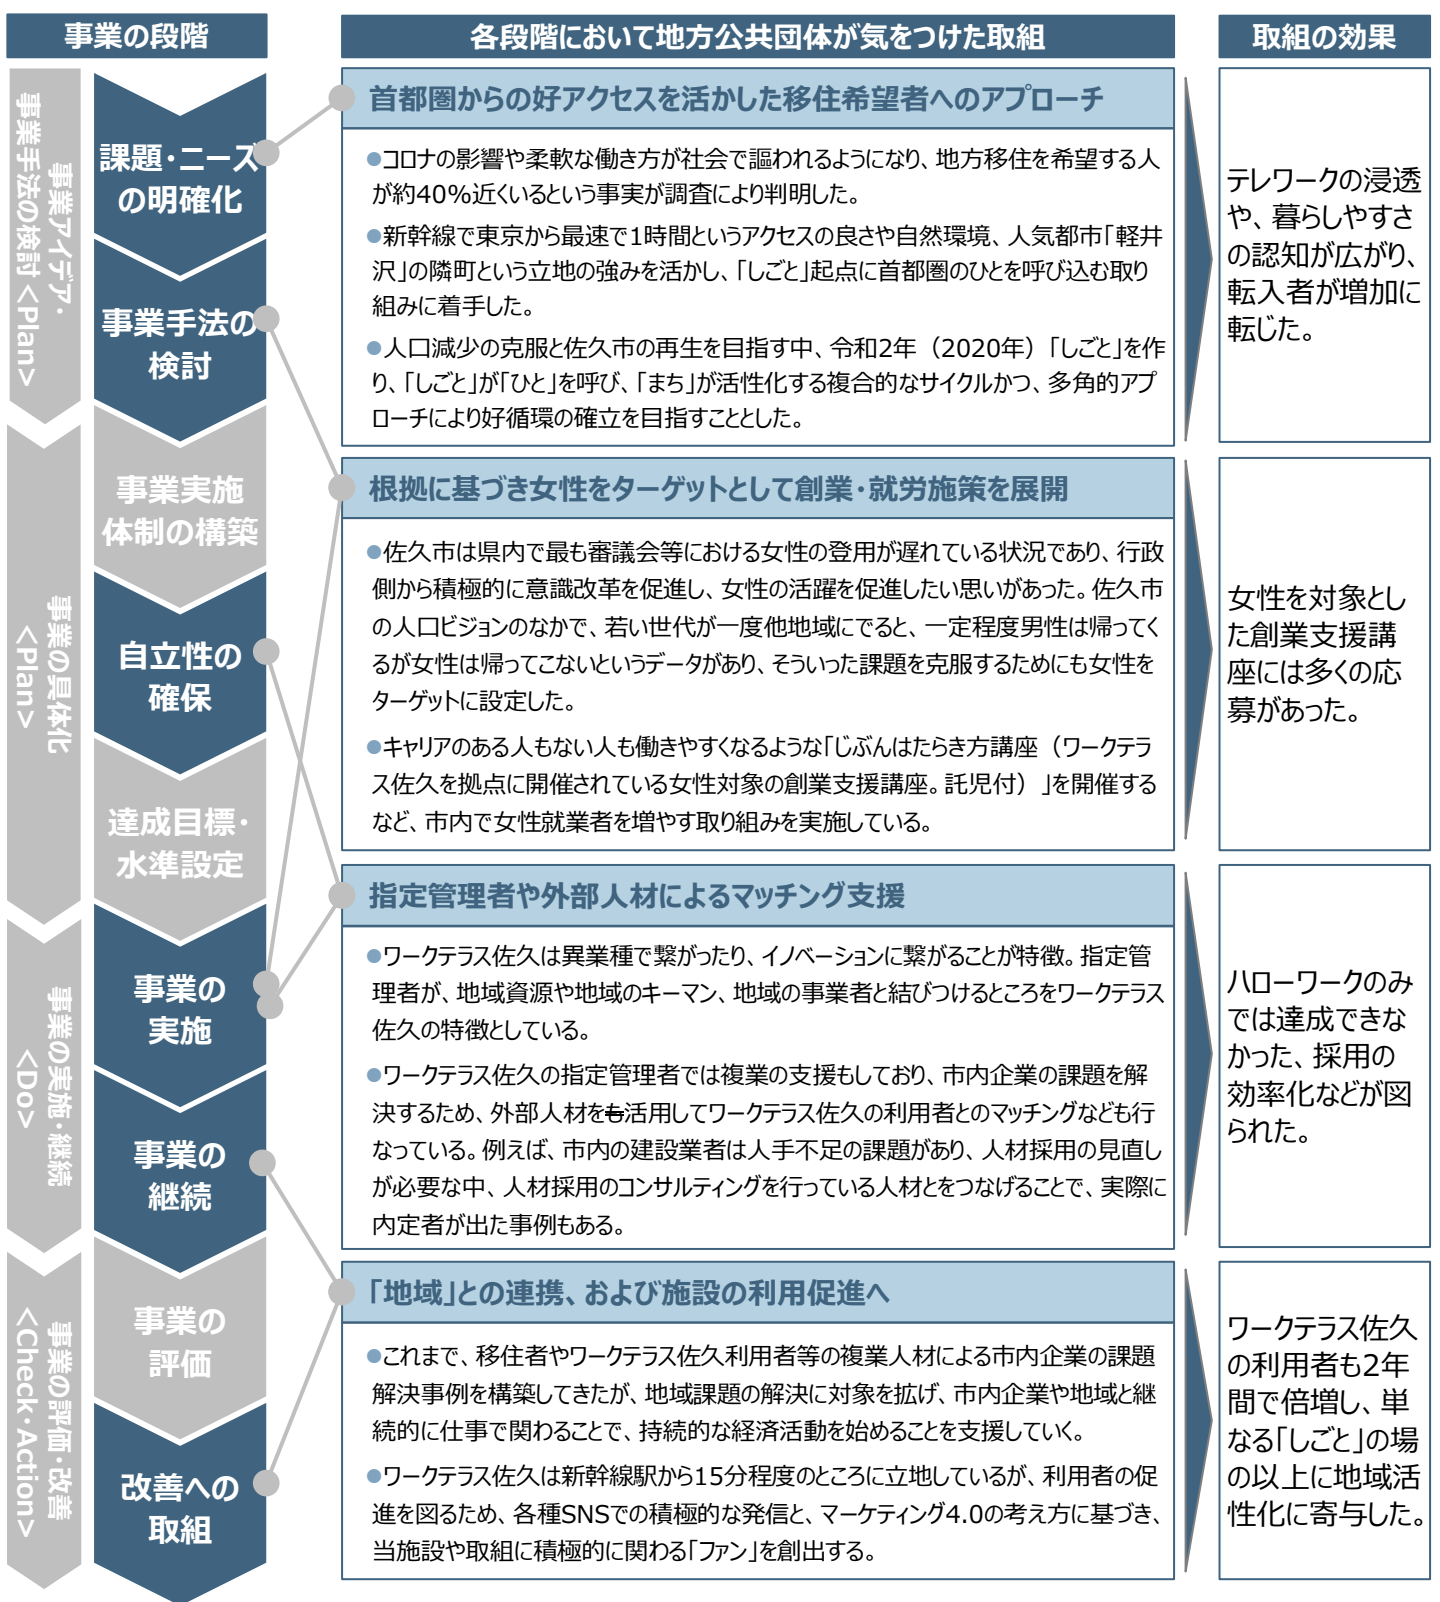 事業の段階
各段階において地方公共団体が気をつけた取組
取組の効果
事業アイデア・
事業手法の検討 <Plan>
課題・ニーズ
の明確化
事業手法の
検討
事業の具体化
<Plan>
事業実施
体制の構築
自立性の
確保
達成目標・
水準設定
事業の実施・継続
<Do>
事業の
実施
事業の
継続
事業の評価・改善
<Check・Action>
事業の
評価
改善への
取組
首都圏からの好アクセスを活かした移住希望者へのアプローチ
●コロナの影響や柔軟な働き方が社会で謳われるようになり、地方移住を希望する人
が約40%近くいるという事実が調査により判明した。
●新幹線で東京から最速で1時間というアクセスの良さや自然環境、人気都市「軽井
沢」の隣町という立地の強みを活かし、「しごと」起点に首都圏のひとを呼び込む取り
組みに着手した。
●人口減少の克服と佐久市の再生を目指す中、令和2年（2020年）「しごと」を作
り、「しごと」が「ひと」を呼び、「まち」が活性化する複合的なサイクルかつ、多角的アプ
ローチにより好循環の確立を目指すこととした。
テレワークの浸透
や、暮らしやすさ
の認知が広がり、
転入者が増加に
転じた。
根拠に基づき女性をターゲットとして創業・就労施策を展開
●佐久市は県内で最も審議会等における女性の登用が遅れている状況であり、行政
側から積極的に意識改革を促進し、女性の活躍を促進したい思いがあった。佐久市
の人口ビジョンのなかで、若い世代が一度他地域にでると、一定程度男性は帰ってく
るが女性は帰ってこないというデータがあり、そういった課題を克服するためにも女性を
ターゲットに設定した。
●キャリアのある人もない人も働きやすくなるような「じぶんはたらき方講座（ワークテラ
ス佐久を拠点に開催されている女性対象の創業支援講座。託児付）」を開催する
など、市内で女性就業者を増やす取り組みを実施している。
女性を対象とし
た創業支援講
座には多くの応
募があった。
指定管理者や外部人材によるマッチング支援
●ワークテラス佐久は異業種で繋がったり、イノベーションに繋がることが特徴。指定管
理者が、地域資源や地域のキーマン、地域の事業者と結びつけるところをワークテラス
佐久の特徴としている。
●ワークテラス佐久の指定管理者では複業の支援もしており、市内企業の課題を解
決するため、外部人材をも活用してワークテラス佐久の利用者とのマッチングなども行
なっている。例えば、市内の建設業者は人手不足の課題があり、人材採用の見直し
が必要な中、人材採用のコンサルティングを行っている人材とをつなげることで、実際に
内定者が出た事例もある。
ハローワークのみ
では達成できな
かった、採用の
効率化などが図
られた。
「地域」との連携、および施設の利用促進へ
●これまで、移住者やワークテラス佐久利用者等の複業人材による市内企業の課題
解決事例を構築してきたが、地域課題の解決に対象を拡げ、市内企業や地域と継
続的に仕事で関わることで、持続的な経済活動を始めることを支援していく。
●ワークテラス佐久は新幹線駅から15分程度のところに立地しているが、利用者の促
進を図るため、各種SNSでの積極的な発信と、マーケティング4.0の考え方に基づき、
当施設や取組に積極的に関わる「ファン」を創出する。
ワークテラス佐久
の利用者も2年
間で倍増し、単
なる「しごと」の場
の以上に地域活
性化に寄与した。